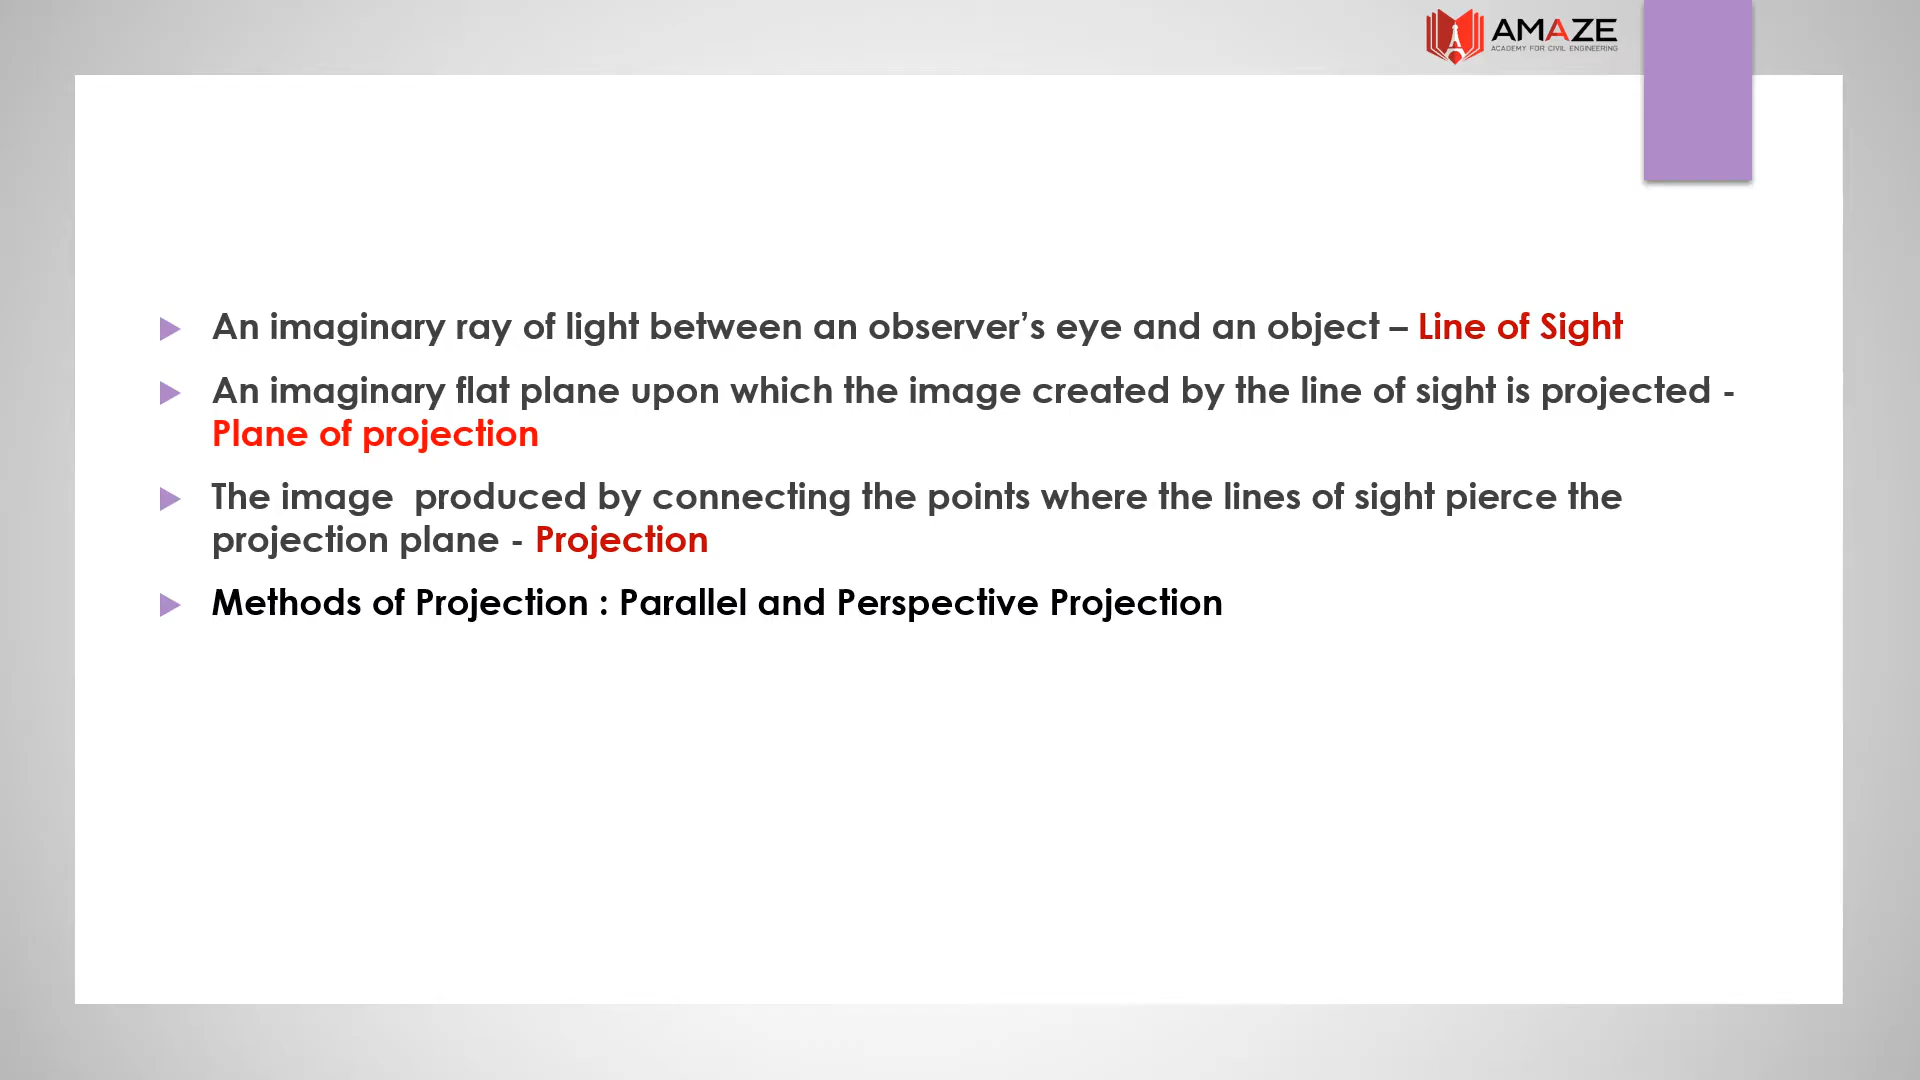 AMAZE
ACADEMY FOR CIVIL ENGINEERING
An imaginary ray of light between an observer’s eye and an object – Line of Sight
An imaginary flat plane upon which the image created by the line of sight is projected -
Plane of projection
The image  produced by connecting the points where the lines of sight pierce the
projection plane - Projection
Methods of Projection : Parallel and Perspective Projection